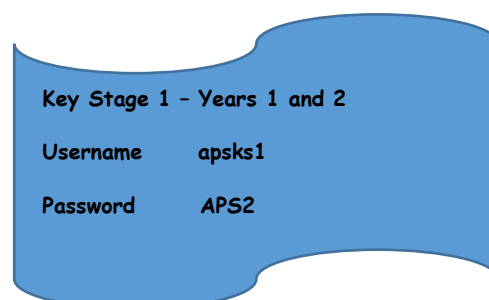 Key Stage 1 – Years 1 and 2
Username apsks1
Password APS2